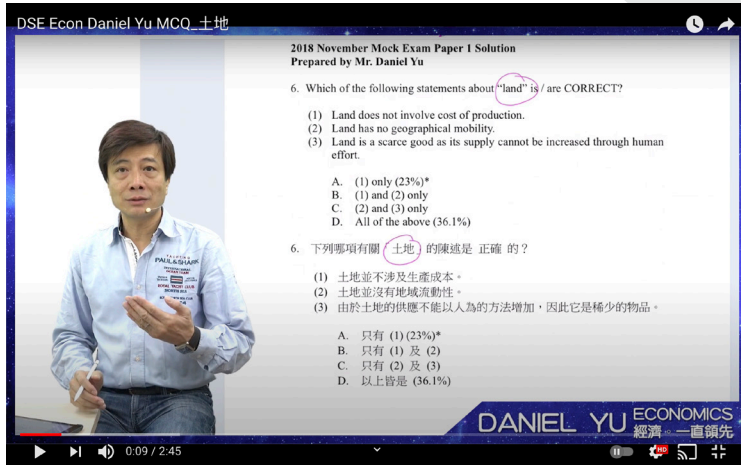 DSE Econ Daniel Yu MCQ_土地
2018 November Mock Exam Paper 1 Solution
Prepared by Mr. Daniel Yu
6. Which of the following statements about "land" is / are CORRECT?
(1) Land does not involve cost of production.
(2) Land has no geographical mobility.
(3) Land is a scarce good as its supply cannot be increased through human
effort.
A. (1) only (23%)*
B. (1) and (2) only
C. (2) and (3) only
D. All of the above (36.1%)
6. 下列哪項有關「土地」的陳述是 正確 的？
(1) 土地並不涉及生產成本。
(2) 土地並沒有地域流動性。
(3) 由於土地的供應不能以人為的方法增加，因此它是稀少的物品。
A. 只有 (1) (23%)*
B. 只有 (1) 及 (2)
C. 只有 (2) 及 (3)
D. 以上皆是 (36.1%)
PAUL&SHARK
DANIEL YU ECONOMICS
經濟。一直領先
0:09 / 2:45
HD